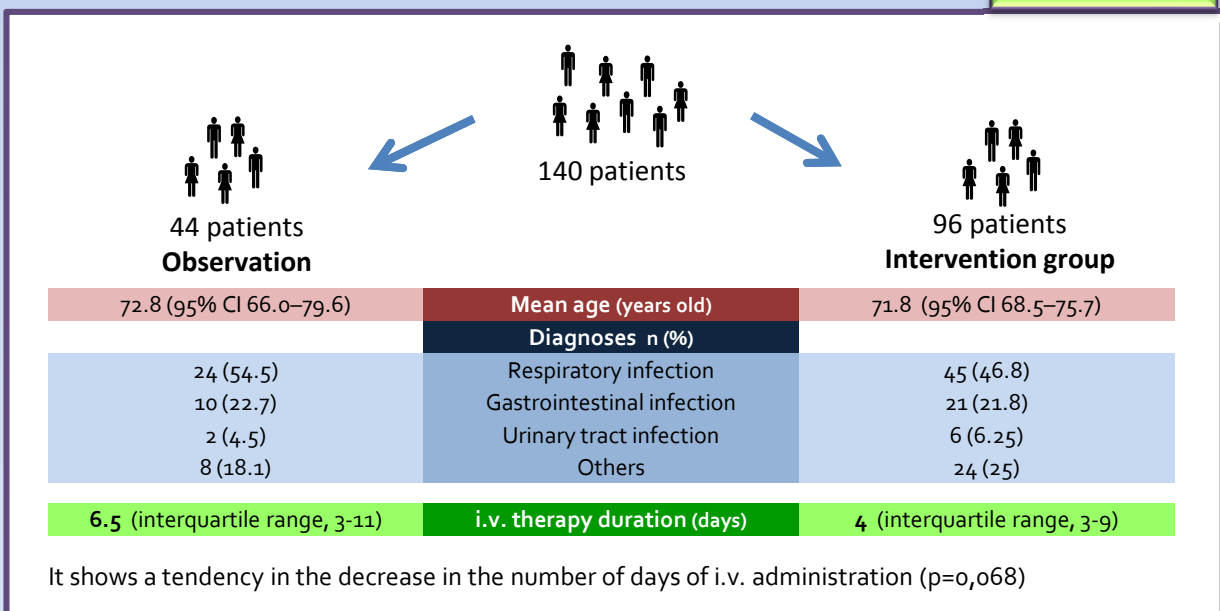 140 patients
44 patients
Observation
96 patients
Intervention group
72.8 (95% CI 66.0–79.6) Mean age (years old) 71.8 (95% CI 68.5–75.7)
Diagnoses n (%)
24 (54.5) Respiratory infection 45 (46.8)
10 (22.7) Gastrointestinal infection 21 (21.8)
2 (4.5) Urinary tract infection 6 (6.25)
8 (18.1) Others 24 (25)
6.5 (interquartile range, 3-11) i.v. therapy duration (days) 4 (interquartile range, 3-9)
It shows a tendency in the decrease in the number of days of i.v. administration (p=0,068)